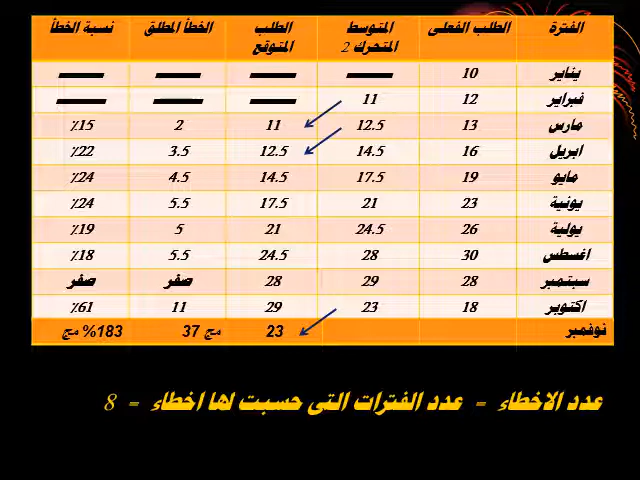 الفترة الطلب الفعلى المتوسط المتحرك 2 الطلب المتوقع الخطأ المطلق نسبة الخطأ
يناير 10
فبراير 12 11
مارس 13 12.5 11 2 15٪
ابريل 16 14.5 12.5 3.5 22٪
مايو 19 17.5 14.5 4.5 24٪
يونية 23 21 17.5 5.5 24٪
يولية 26 24.5 21 5 19٪
اغسطس 30 28 24.5 5.5 18٪
سبتمبر 28 29 28 صفر صفر
اكتوبر 18 23 29 11 61٪
نوفمبر 23 مج 37 183% مج
عدد الاخطاء = عدد الفترات التى حسبت لها اخطاء = 8